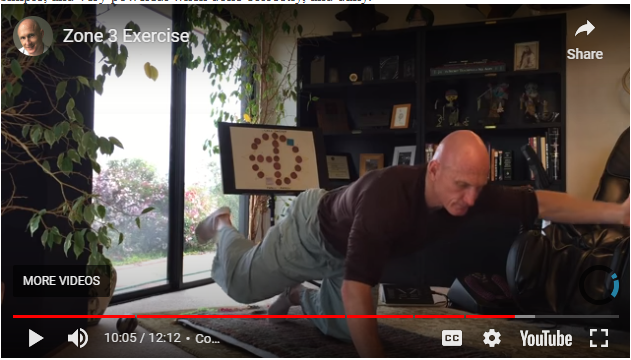 Zone 3 Exercise
Share
MORE VIDEOS
10:05 / 12:12 • Co...
CC
YouTube